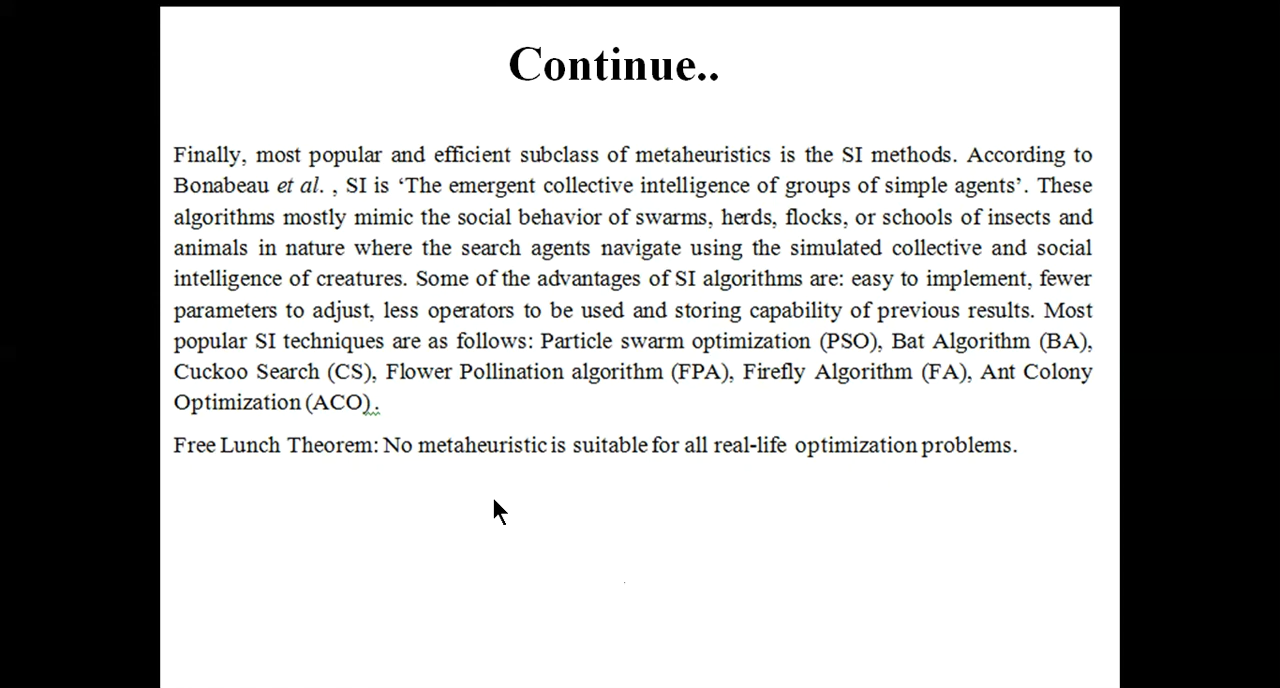 Continue..
Finally, most popular and efficient subclass of metaheuristics is the SI methods. According to
Bonabeau et al. , SI is ‘The emergent collective intelligence of groups of simple agents’. These
algorithms mostly mimic the social behavior of swarms, herds, flocks, or schools of insects and
animals in nature where the search agents navigate using the simulated collective and social
intelligence of creatures. Some of the advantages of SI algorithms are: easy to implement, fewer
parameters to adjust, less operators to be used and storing capability of previous results. Most
popular SI techniques are as follows: Particle swarm optimization (PSO), Bat Algorithm (BA),
Cuckoo Search (CS), Flower Pollination algorithm (FPA), Firefly Algorithm (FA), Ant Colony
Optimization (ACO) .
Free Lunch Theorem: No metaheuristic is suitable for all real-life optimization problems.